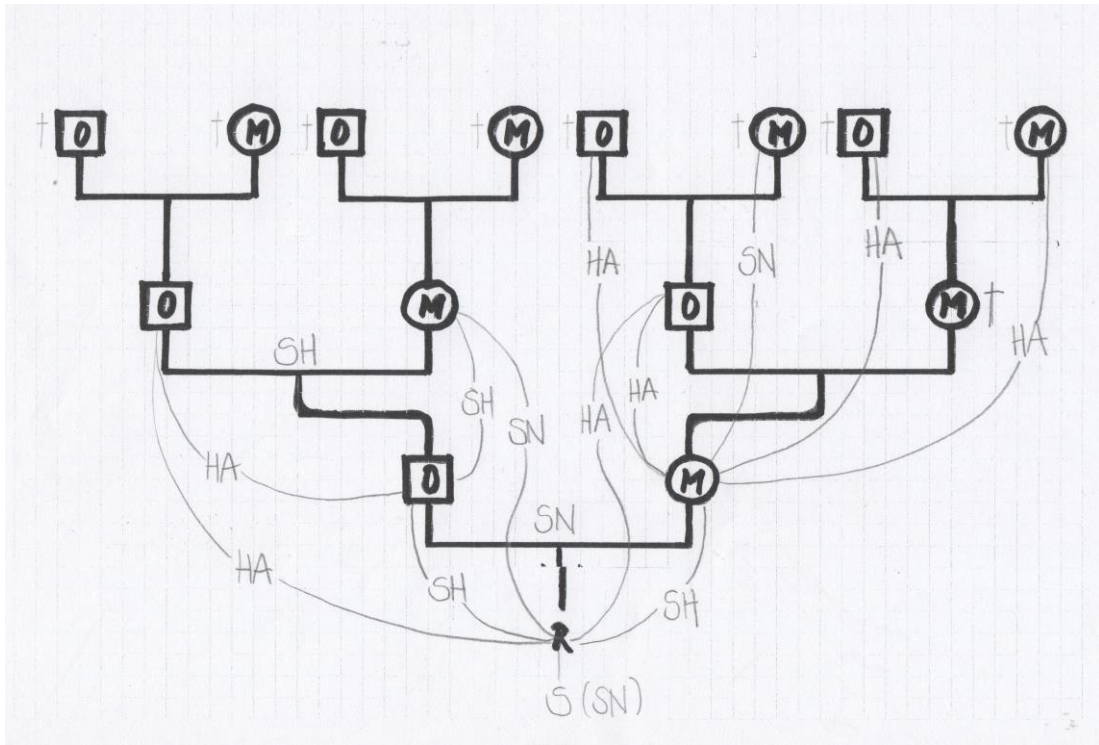 † O † M † O † M † O † M † O † M
HA SN HA
O M O M †
SH HA
SH HA
SN HA
HA O M
SN
HA SH SH
R
S (SN)